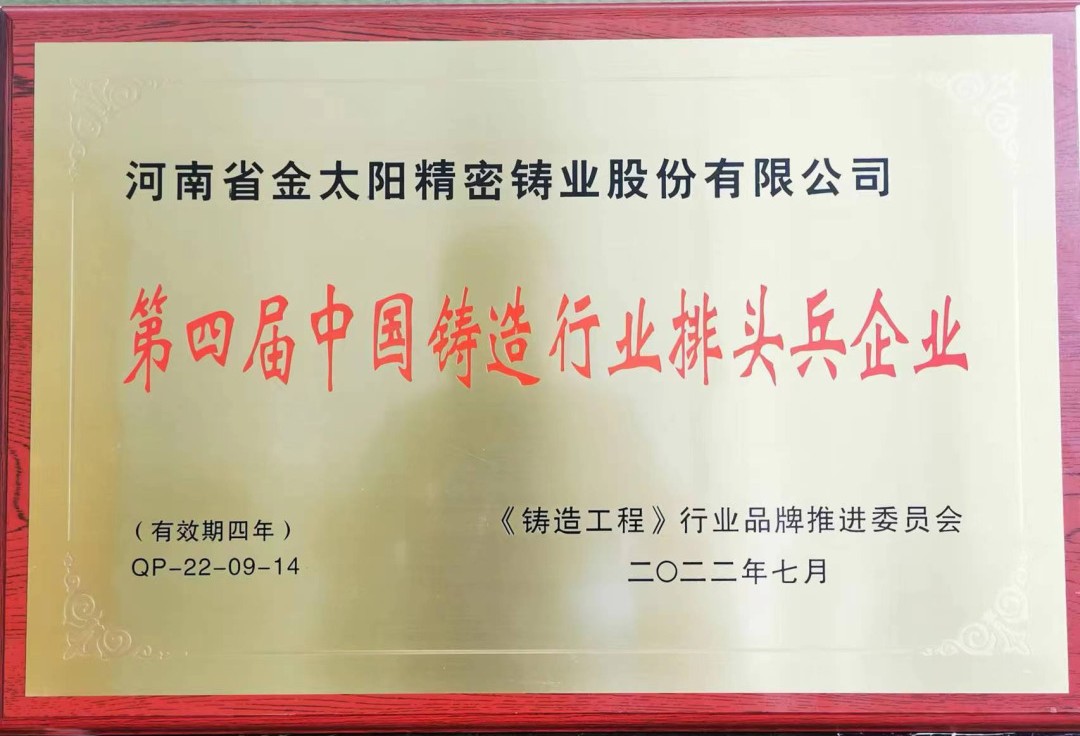 河南省金太阳精密铸业股份有限公司
第四届中国铸造行业排头兵企业
（有效期四年）
QP-22-09-14
《铸造工程》行业品牌推进委员会
二〇二二年七月